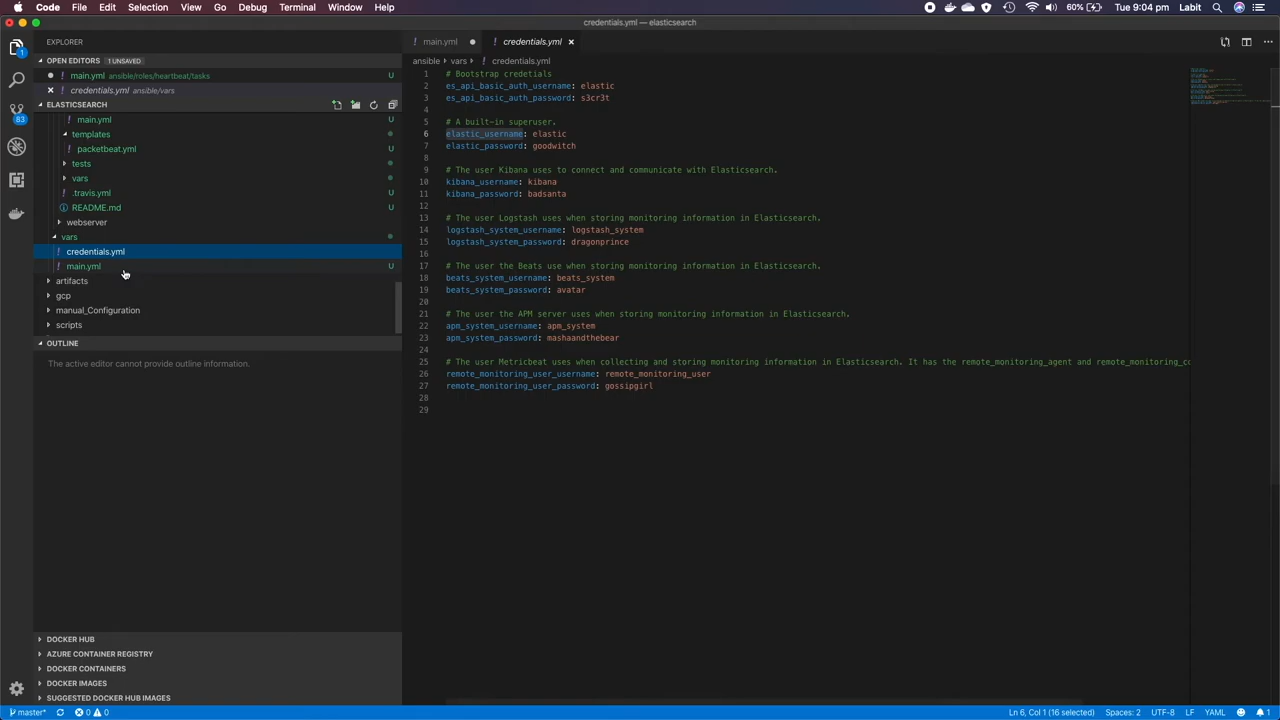 Code File Edit Selection View Go Debug Terminal Window Help 60% Tue 9:04 pm Labit
credentials.yml — elasticsearch
EXPLORER
OPEN EDITORS 1 UNSAVED
main.yml ansible/roles/heartbeat/tasks U
credentials.yml ansible/vars
ELASTICSEARCH
main.yml U
templates
packetbeat.yml U
tests
vars
.travis.yml U
README.md U
webserver
vars
credentials.yml
main.yml U
artifacts
gcp
manual_Configuration
scripts
OUTLINE
The active editor cannot provide outline information.
DOCKER HUB
AZURE CONTAINER REGISTRY
DOCKER CONTAINERS
DOCKER IMAGES
SUGGESTED DOCKER HUB IMAGES
1
83
main.yml credentials.yml
ansible vars credentials.yml
1 # Bootstrap credetials
2 es_api_basic_auth_username: elastic
3 es_api_basic_auth_password: s3cr3t
4
5 # A built-in superuser.
6 elastic_username: elastic
7 elastic_password: goodwitch
8
9 # The user Kibana uses to connect and communicate with Elasticsearch.
10 kibana_username: kibana
11 kibana_password: badsanta
12
13 # The user Logstash uses when storing monitoring information in Elasticsearch.
14 logstash_system_username: logstash_system
15 logstash_system_password: dragonprince
16
17 # The user the Beats use when storing monitoring information in Elasticsearch.
18 beats_system_username: beats_system
19 beats_system_password: avatar
20
21 # The user the APM server uses when storing monitoring information in Elasticsearch.
22 apm_system_username: apm_system
23 apm_system_password: mashaandthebear
24
25 # The user Metricbeat uses when collecting and storing monitoring information in Elasticsearch. It has the remote_monitoring_agent and remote_monitoring_co
26 remote_monitoring_user_username: remote_monitoring_user
27 remote_monitoring_user_password: gossipgirl
28
29
master* 0 0 Ln 6, Col 1 (16 selected) Spaces: 2 UTF-8 LF YAML 1